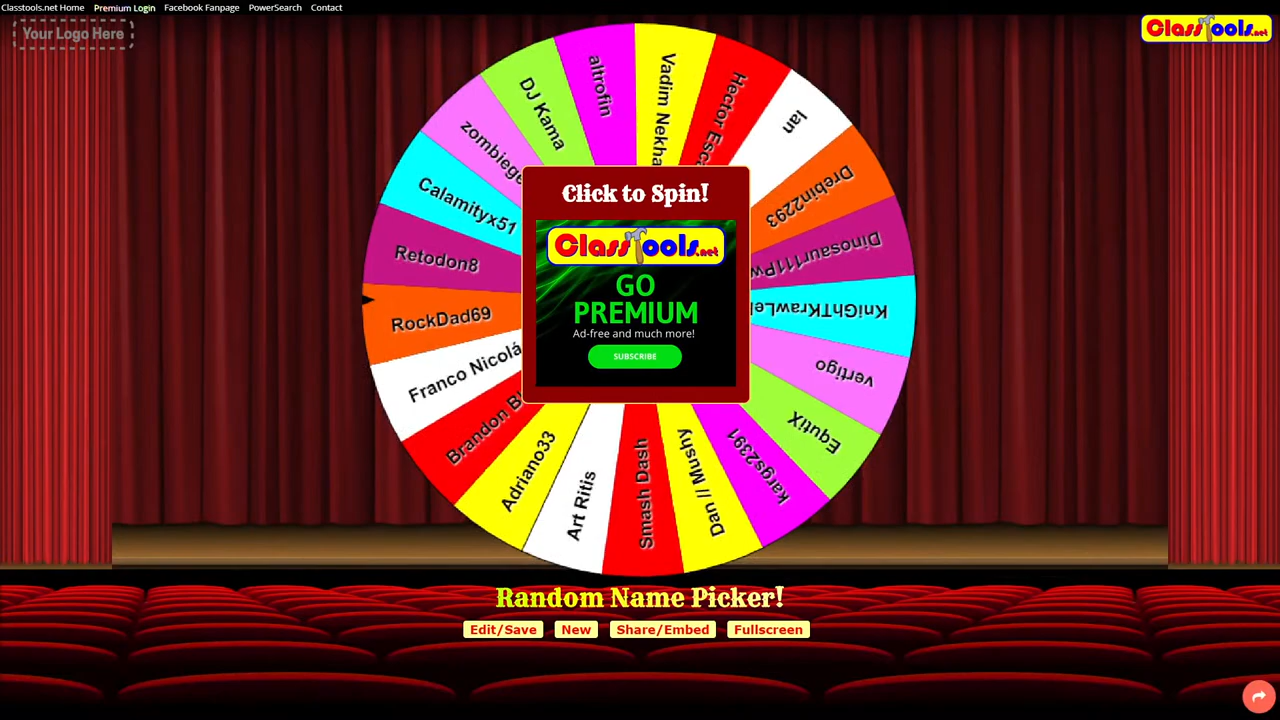 Classtools.net Home Premium Login Facebook Fanpage PowerSearch Contact
Your Logo Here
ClassTools.net
altrofin
Vadim Nekha
Hector Esc
Ian
Drebin2293
Dinosaur111Pw
KniGhTKrawLe
vertigo
EqutiX
kargs2391
Dan // Mushy
Smash Dash
Art Ritis
Adriano33
Brandon B
Franco Nicolá
RockDad69
Retodon8
Calamityx51
zombiege
DJ Kama
Click to Spin!
ClassTools.net
GO
PREMIUM
Ad-free and much more!
SUBSCRIBE
Random Name Picker!
Edit/Save New Share/Embed Fullscreen